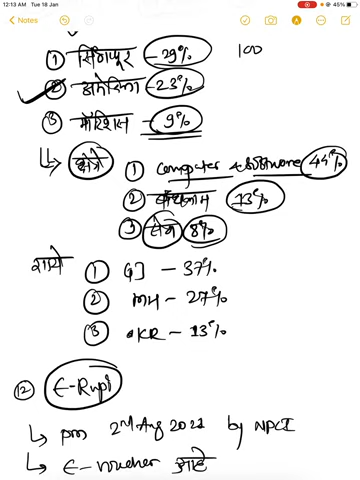 12:13 AM Tue 18 Jan
45%
Notes
① सिंगापूर - 29% 100
② अमेरिका - 23%
③ मॉरिशस - 9%
↳ क्षेत्रे ① Computer & software 44%
② बांधकाम 13%
③ सेवा 8%
राज्ये ① GJ - 37%
② MH - 27%
③ KR - 13%
⑫ E-Rupi
↳ pm 2nd Aug 2021 by NPCI
↳ E-voucher आहे